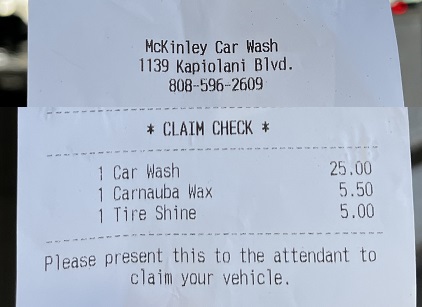 McKinley Car Wash
1139 Kapiolani Blvd.
808-596-2609
* CLAIM CHECK *
1 Car Wash 25.00
1 Carnauba Wax 5.50
1 Tire Shine 5.00
Please present this to the attendant to
claim your vehicle.